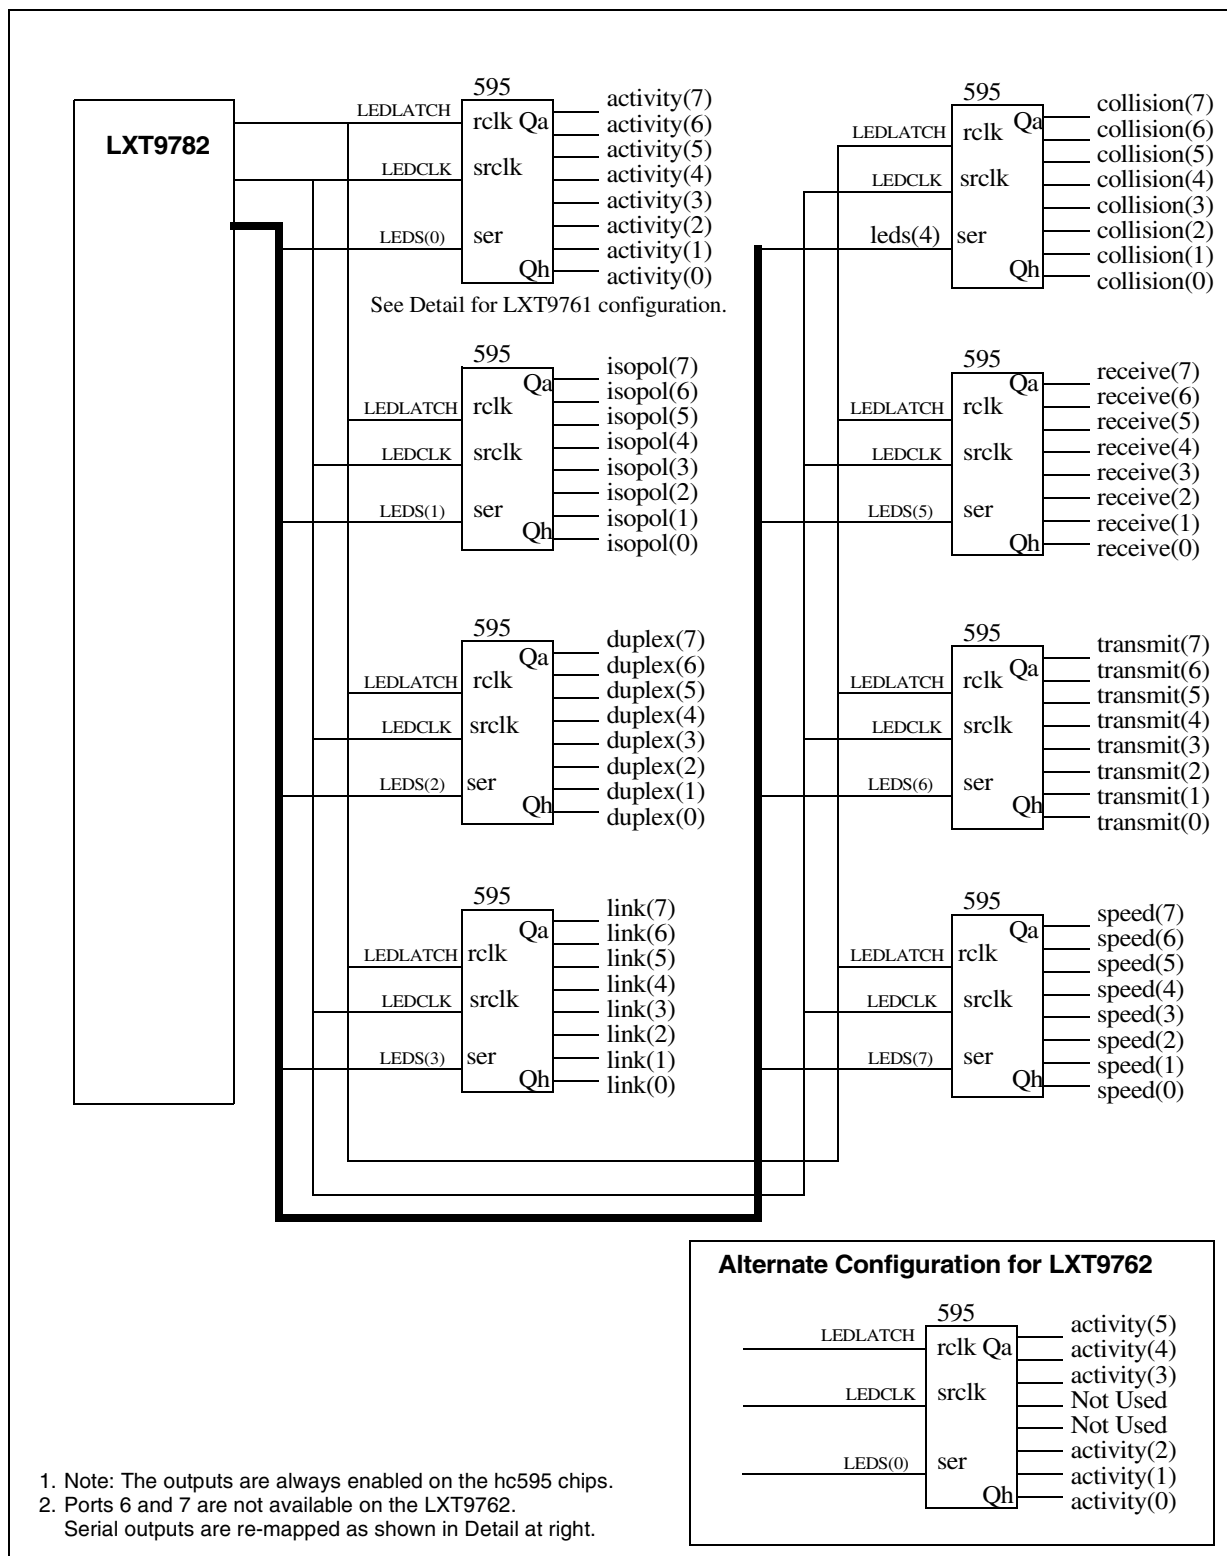 LXT9782
595
LEDLATCH
rclk Qa
LEDCLK
srclk
LEDS(0)
ser
Qh
activity(7)
activity(6)
activity(5)
activity(4)
activity(3)
activity(2)
activity(1)
activity(0)
See Detail for LXT9761 configuration.
595
Qa
LEDLATCH
rclk
LEDCLK
srclk
LEDS(1)
ser
Qh
isopol(7)
isopol(6)
isopol(5)
isopol(4)
isopol(3)
isopol(2)
isopol(1)
isopol(0)
595
Qa
LEDLATCH
rclk
LEDCLK
srclk
LEDS(2)
ser
Qh
duplex(7)
duplex(6)
duplex(5)
duplex(4)
duplex(3)
duplex(2)
duplex(1)
duplex(0)
595
Qa
LEDLATCH
rclk
LEDCLK
srclk
LEDS(3)
ser
Qh
link(7)
link(6)
link(5)
link(4)
link(3)
link(2)
link(1)
link(0)
595
Qa
LEDLATCH
rclk
LEDCLK
srclk
leds(4)
ser
Qh
collision(7)
collision(6)
collision(5)
collision(4)
collision(3)
collision(2)
collision(1)
collision(0)
595
Qa
LEDLATCH
rclk
LEDCLK
srclk
LEDS(5)
ser
Qh
receive(7)
receive(6)
receive(5)
receive(4)
receive(3)
receive(2)
receive(1)
receive(0)
595
Qa
LEDLATCH
rclk
LEDCLK
srclk
LEDS(6)
ser
Qh
transmit(7)
transmit(6)
transmit(5)
transmit(4)
transmit(3)
transmit(2)
transmit(1)
transmit(0)
595
Qa
LEDLATCH
rclk
LEDCLK
srclk
LEDS(7)
ser
Qh
speed(7)
speed(6)
speed(5)
speed(4)
speed(3)
speed(2)
speed(1)
speed(0)
Alternate Configuration for LXT9762
595
LEDLATCH
rclk Qa
LEDCLK
srclk
LEDS(0)
ser
Qh
activity(5)
activity(4)
activity(3)
Not Used
Not Used
activity(2)
activity(1)
activity(0)
1. Note: The outputs are always enabled on the hc595 chips.
2. Ports 6 and 7 are not available on the LXT9762.
Serial outputs are re-mapped as shown in Detail at right.